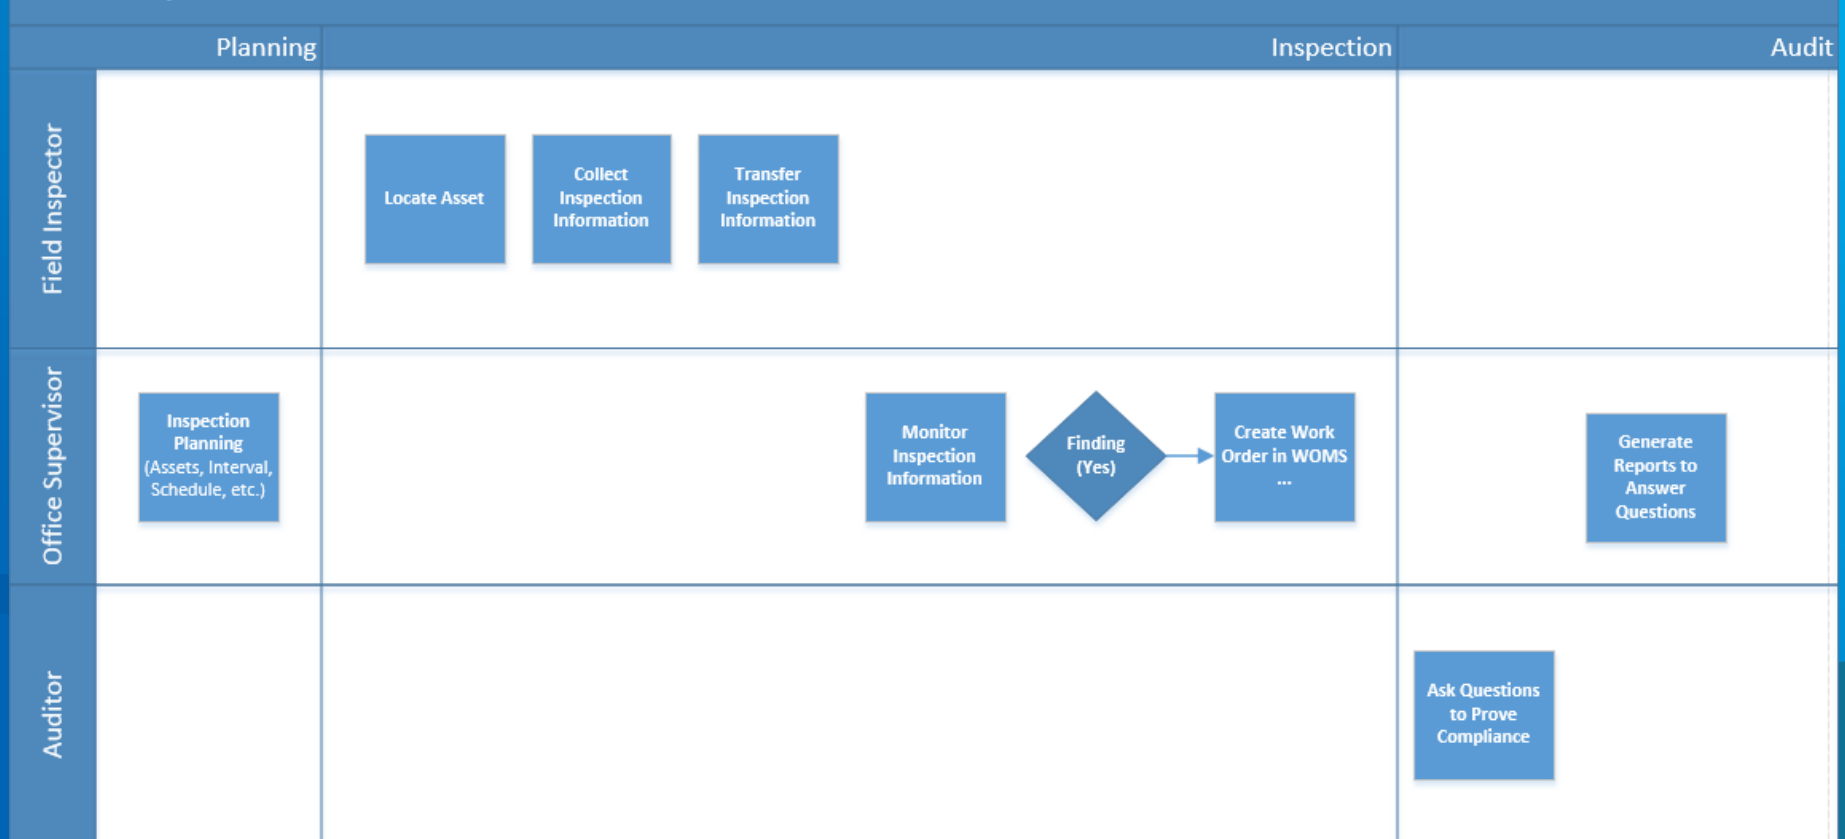 Planning
Inspection
Audit
Field Inspector
Locate Asset
Collect
Inspection
Information
Transfer
Inspection
Information
Office Supervisor
Inspection
Planning
(Assets, Interval,
Schedule, etc.)
Monitor
Inspection
Information
Finding
(Yes)
Create Work
Order in WOMS
...
Generate
Reports to
Answer
Questions
Auditor
Ask Questions
to Prove
Compliance